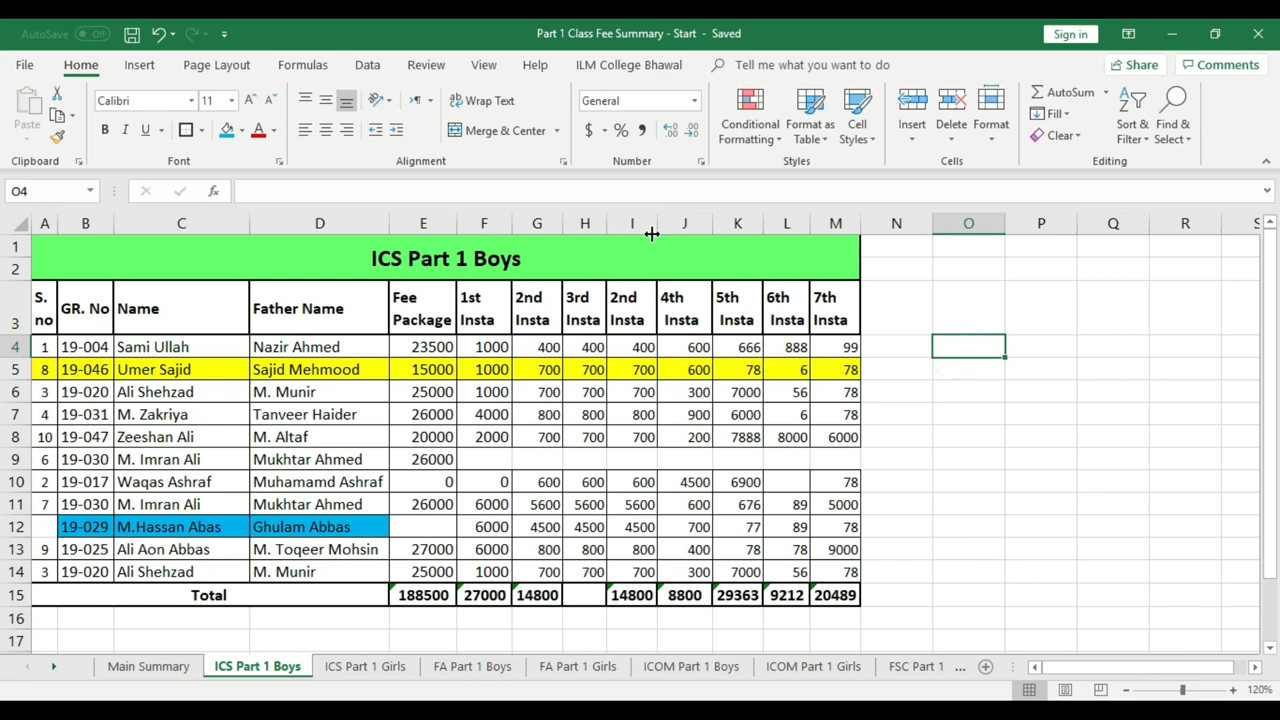 AutoSave Off Part 1 Class Fee Summary - Start - Saved Sign in
File Home Insert Page Layout Formulas Data Review View Help ILM College Bhawal Tell me what you want to do Share Comments
Paste Calibri 11 Wrap Text General Conditional Formatting Format as Table Cell Styles Insert Delete Format AutoSum Sort & Filter Find & Select
B I U Merge & Center $ % Fill
Clear
Clipboard Font Alignment Number Styles Cells Editing
O4 fx
A B C D E F G H I J K L M N O P Q R S
1 ICS Part 1 Boys
2
3 S. no GR. No Name Father Name Fee Package 1st Insta 2nd Insta 3rd Insta 2nd Insta 4th Insta 5th Insta 6th Insta 7th Insta
4 1 19-004 Sami Ullah Nazir Ahmed 23500 1000 400 400 400 600 666 888 99
5 8 19-046 Umer Sajid Sajid Mehmood 15000 1000 700 700 700 600 78 6 78
6 3 19-020 Ali Shehzad M. Munir 25000 1000 700 700 700 300 7000 56 78
7 4 19-031 M. Zakriya Tanveer Haider 26000 4000 800 800 800 900 6000 6 78
8 10 19-047 Zeeshan Ali M. Altaf 20000 2000 700 700 700 200 7888 8000 6000
9 6 19-030 M. Imran Ali Mukhtar Ahmed 26000
10 2 19-017 Waqas Ashraf Muhamamd Ashraf 0 0 600 600 600 4500 6900 78
11 7 19-030 M. Imran Ali Mukhtar Ahmed 26000 6000 5600 5600 5600 600 676 89 5000
12 19-029 M.Hassan Abas Ghulam Abbas 6000 4500 4500 4500 700 77 89 78
13 9 19-025 Ali Aon Abbas M. Toqeer Mohsin 27000 6000 800 800 800 400 78 78 9000
14 3 19-020 Ali Shehzad M. Munir 25000 1000 700 700 700 300 7000 56 78
15 Total 188500 27000 14800 14800 8800 29363 9212 20489
16
17
Main Summary ICS Part 1 Boys ICS Part 1 Girls FA Part 1 Boys FA Part 1 Girls ICOM Part 1 Boys ICOM Part 1 Girls FSC Part 1 ...
120%